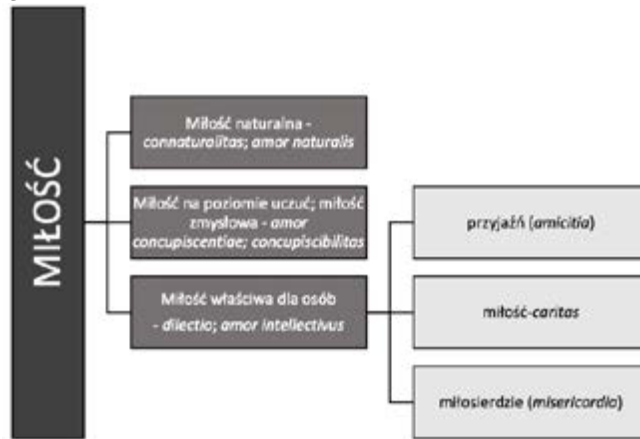 MIŁOŚĆ
Miłość naturalna -
connaturalitas; amor naturalis
Miłość na poziomie uczuć; miłość
zmysłowa - amor
concupiscentiae; concupiscibilitas
Miłość właściwa dla osób
- dilectio; amor intellectivus
przyjaźń (amicitia)
miłość-caritas
miłosierdzie (misericordia)